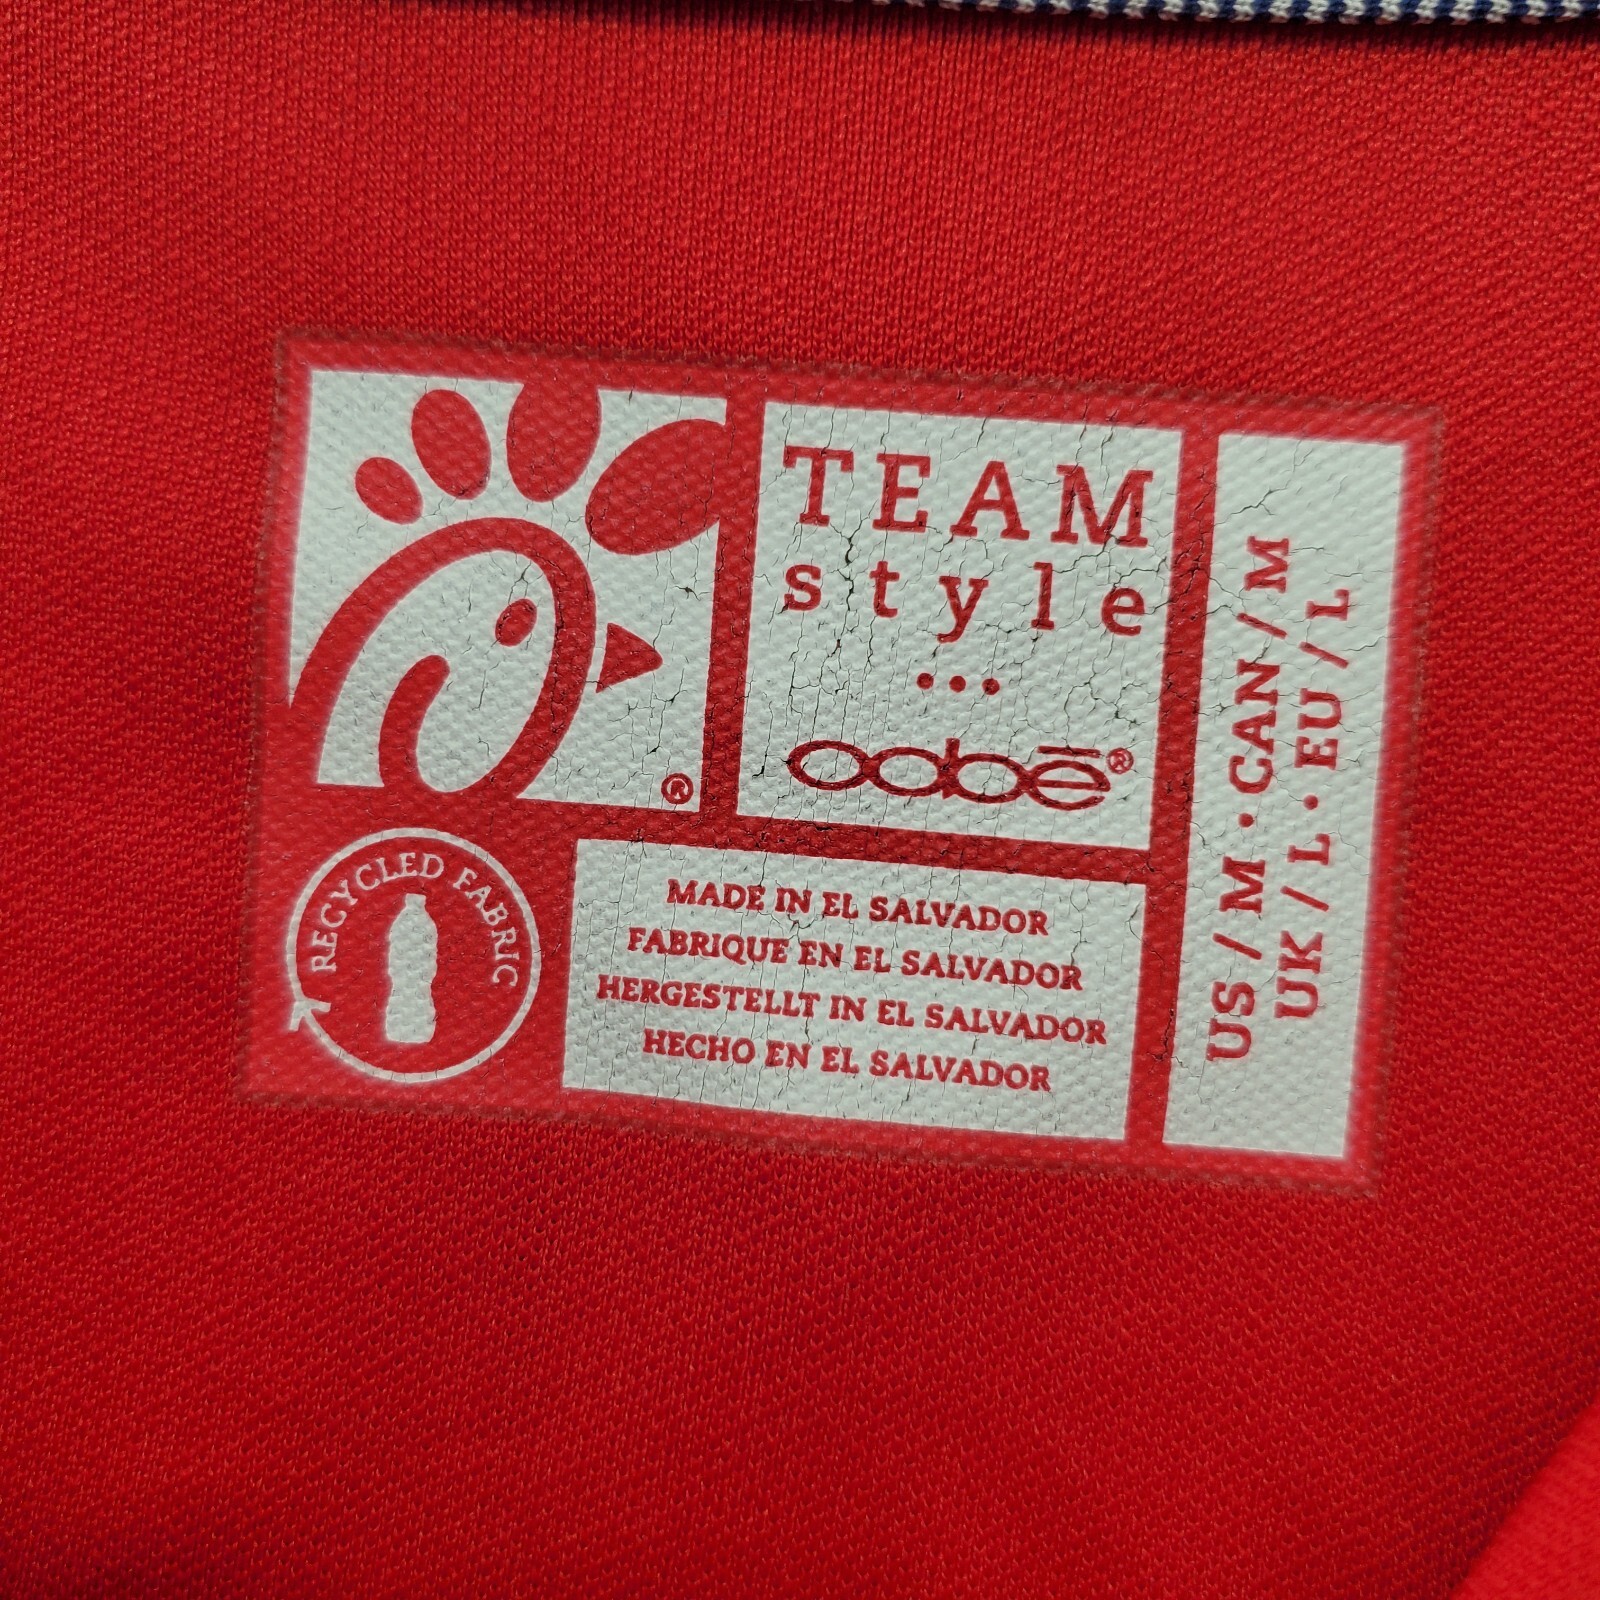 TEAM
style
...
odbē®
®
RECYCLED FABRIC
MADE IN EL SALVADOR
FABRIQUE EN EL SALVADOR
HERGESTELLT IN EL SALVADOR
HECHO EN EL SALVADOR
US / M · CAN / M
UK / L · EU / L